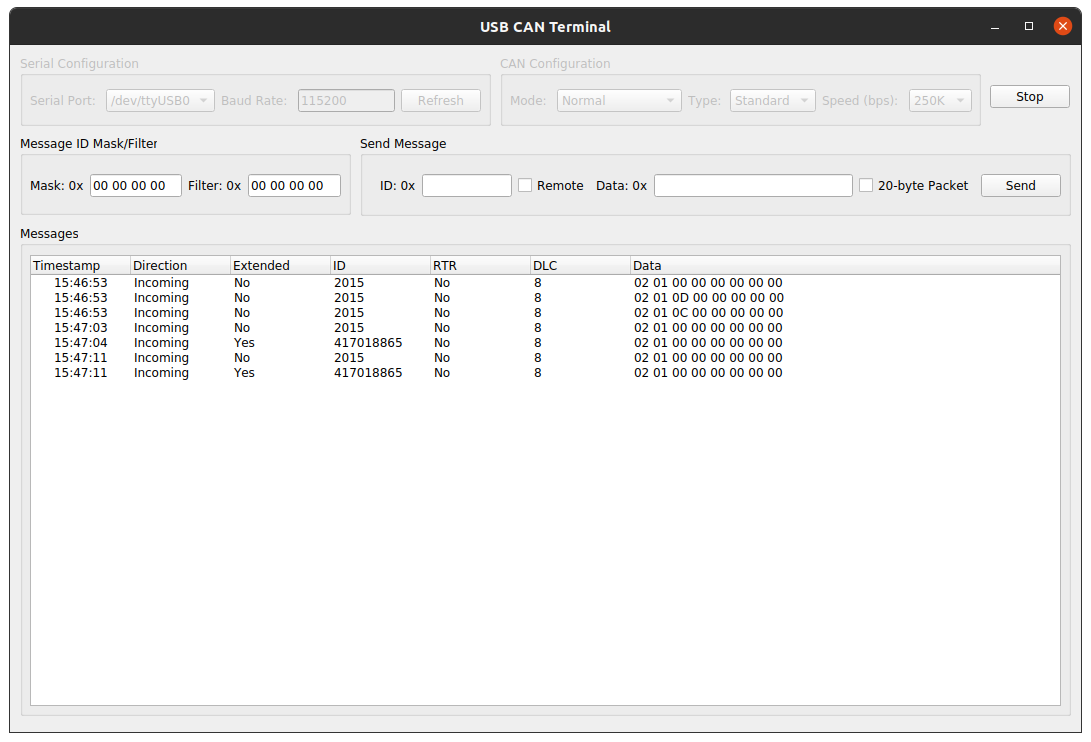 USB CAN Terminal
Serial Configuration CAN Configuration
Serial Port: /dev/ttyUSB0 Baud Rate: 115200 Refresh Mode: Normal Type: Standard Speed (bps): 250K Stop
Message ID Mask/Filter Send Message
Mask: 0x 00 00 00 00 Filter: 0x 00 00 00 00 ID: 0x Remote Data: 0x 20-byte Packet Send
Messages
Timestamp Direction Extended ID RTR DLC Data
15:46:53 Incoming No 2015 No 8 02 01 00 00 00 00 00 00
15:46:53 Incoming No 2015 No 8 02 01 0D 00 00 00 00 00
15:46:53 Incoming No 2015 No 8 02 01 0C 00 00 00 00 00
15:47:03 Incoming No 2015 No 8 02 01 00 00 00 00 00 00
15:47:04 Incoming Yes 417018865 No 8 02 01 00 00 00 00 00 00
15:47:11 Incoming No 2015 No 8 02 01 00 00 00 00 00 00
15:47:11 Incoming Yes 417018865 No 8 02 01 00 00 00 00 00 00